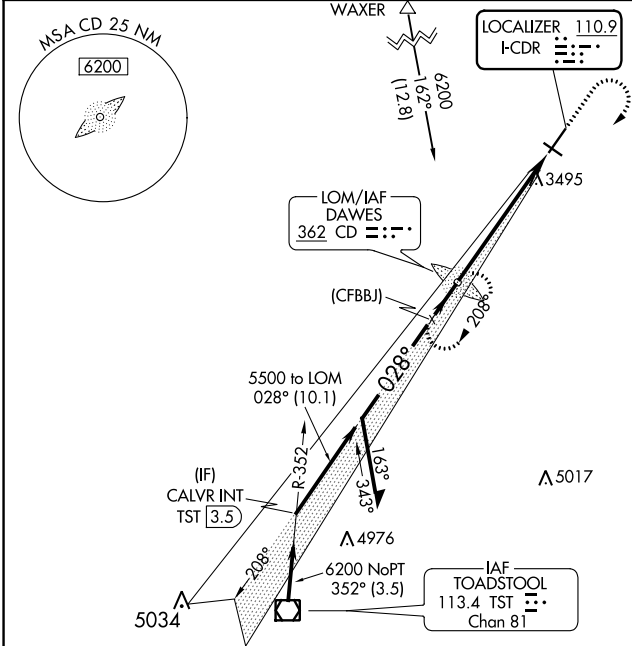 MSA CD 25 NM
6200
WAXER
6200
162°
(12.8)
LOCALIZER 110.9
I-CDR
3495
LOM/IAF
DAWES
362 CD
(CFBBJ)
208°
028°
5500 to LOM
028° (10.1)
R-352
163°
343°
(IF)
CALVR INT
TST 3.5
5017
4976
208°
6200 NoPT
352° (3.5)
IAF
TOADSTOOL
113.4 TST
Chan 81
5034